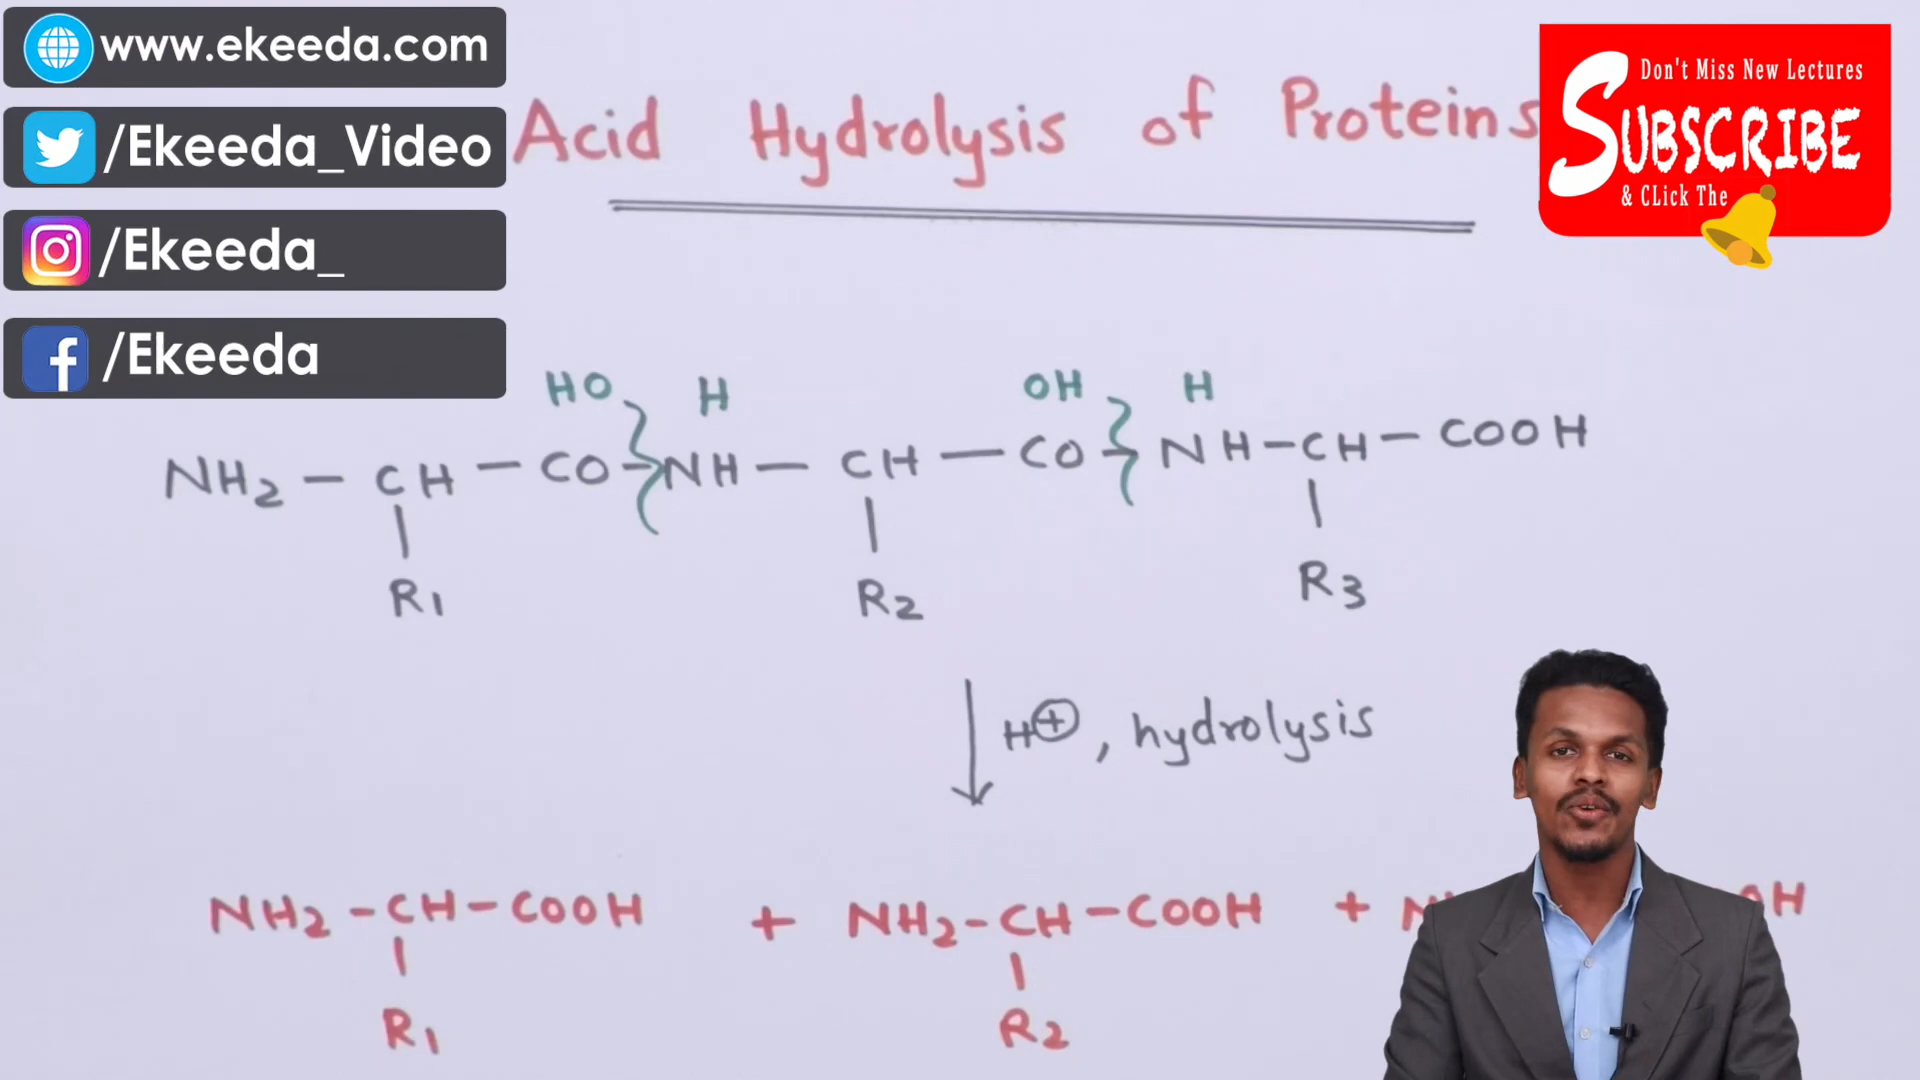 www.ekeeda.com
/Ekeeda_Video
/Ekeeda_
/Ekeeda
Don't Miss New Lectures
SUBSCRIBE
& CLick The
Acid Hydrolysis of Proteins
HO H OH H
NH2 — CH — CO - NH — CH — CO - NH — CH — COOH
R1 R2 R3
H⊕, hydrolysis
NH2 - CH - COOH + NH2 - CH - COOH + OH
R1 R2